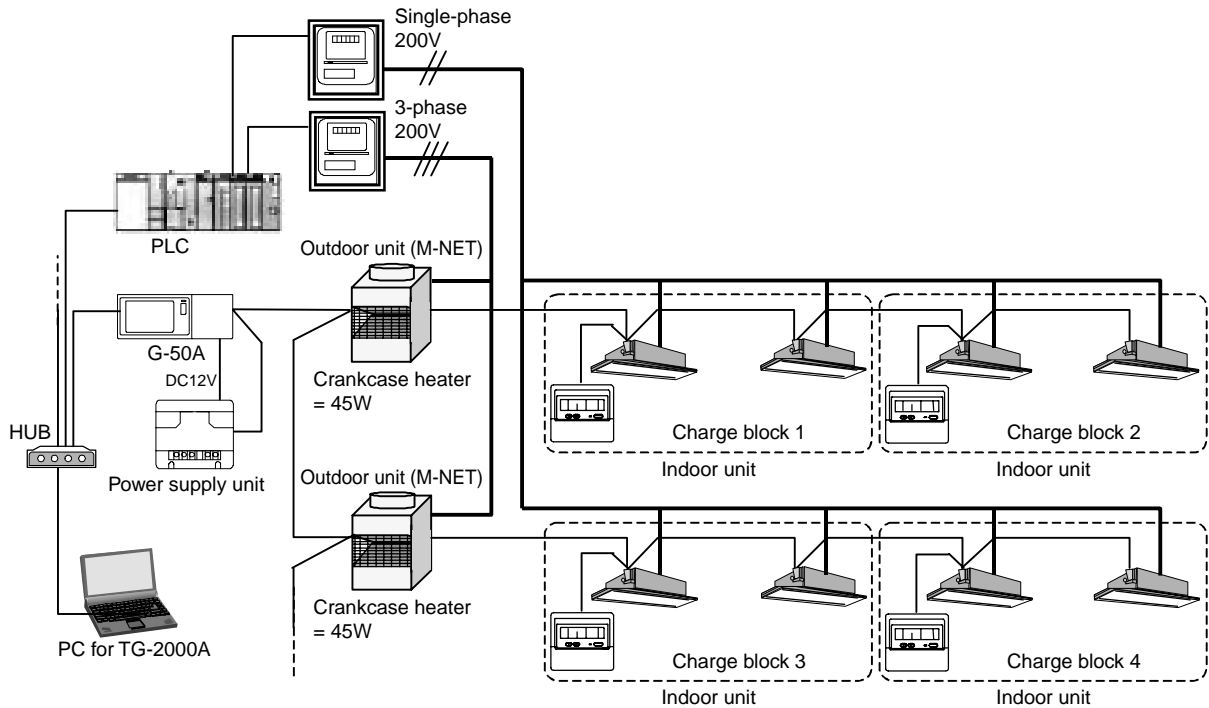 Single-phase
200V
3-phase
200V
PLC
Outdoor unit (M-NET)
G-50A
DC12V
Crankcase heater
= 45W
HUB
Power supply unit
Charge block 1
Charge block 2
Indoor unit
Indoor unit
Outdoor unit (M-NET)
Crankcase heater
= 45W
PC for TG-2000A
Charge block 3
Charge block 4
Indoor unit
Indoor unit